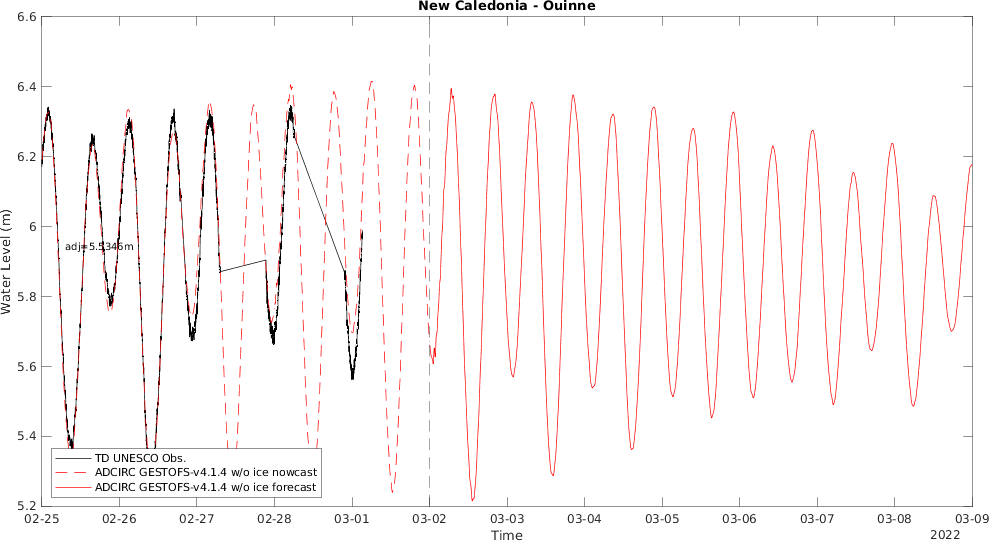 New Caledonia - Ouinne
6.6
6.4
6.2
6
5.8
5.6
5.4
5.2
Water Level (m)
adj=5.5346m
TD UNESCO Obs.
ADCIRC GESTOFS-v4.1.4 w/o ice nowcast
ADCIRC GESTOFS-v4.1.4 w/o ice forecast
02-25 02-26 02-27 02-28 03-01 03-02 03-03 03-04 03-05 03-06 03-07 03-08 03-09
Time
2022